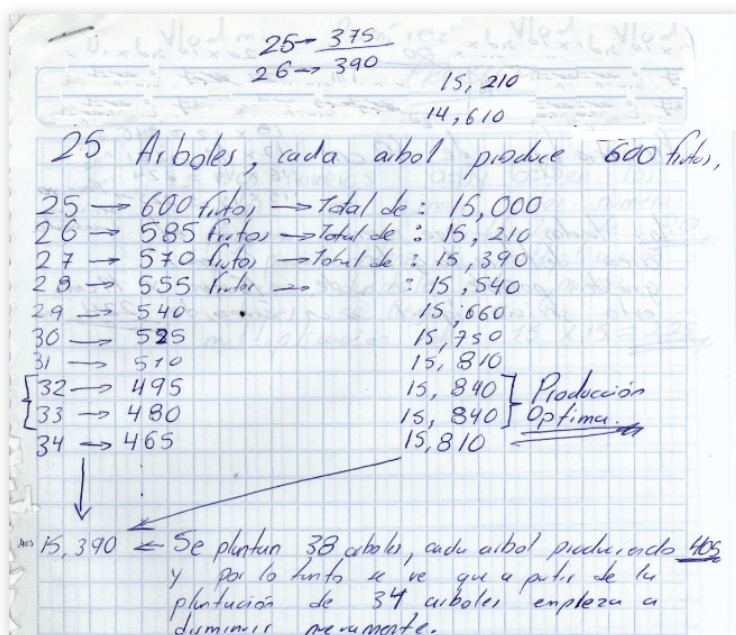 25 → 375
26 → 390
15, 210
14,610
25 Arboles, cada arbol produce 600 frutos,
25 → 600 frutos → Total de : 15,000
26 → 585 frutos → Total de : 15, 210
27 → 570 frutos → Total de : 15, 390
28 → 555 frutos → : 15, 540
29 → 540 15,660
30 → 525 15,750
31 → 510 15, 810
32 → 495 15, 840 Producción
33 → 480 15, 840 Optima.
34 → 465 15,810
15, 390 ← Se plantan 38 arboles, cada arbol produciendo 405
y por lo tanto se ve que a partir de la
plantación de 34 arboles empieza a
disminuir nuevamente.